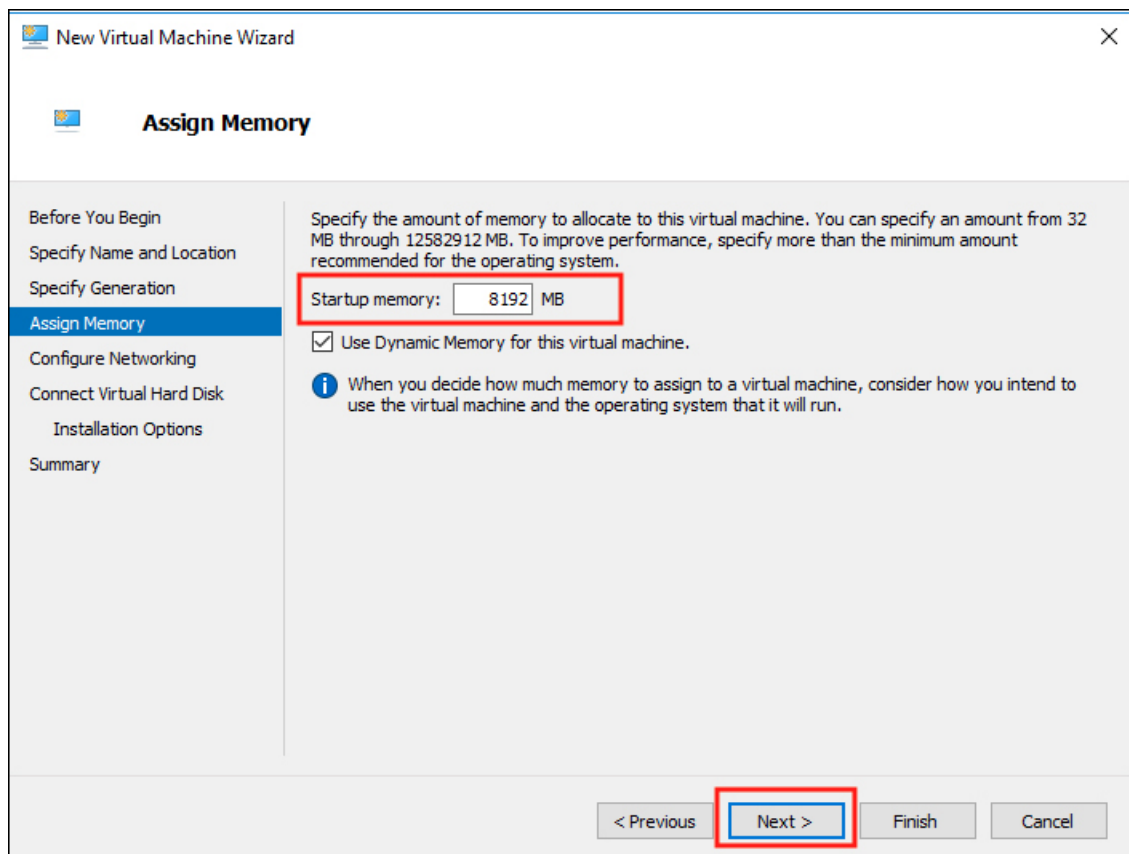 New Virtual Machine Wizard
Assign Memory
Before You Begin
Specify Name and Location
Specify Generation
Assign Memory
Configure Networking
Connect Virtual Hard Disk
Installation Options
Summary
Specify the amount of memory to allocate to this virtual machine. You can specify an amount from 32
MB through 12582912 MB. To improve performance, specify more than the minimum amount
recommended for the operating system.
Startup memory: 8192 MB
Use Dynamic Memory for this virtual machine.
When you decide how much memory to assign to a virtual machine, consider how you intend to
use the virtual machine and the operating system that it will run.
< Previous Next > Finish Cancel